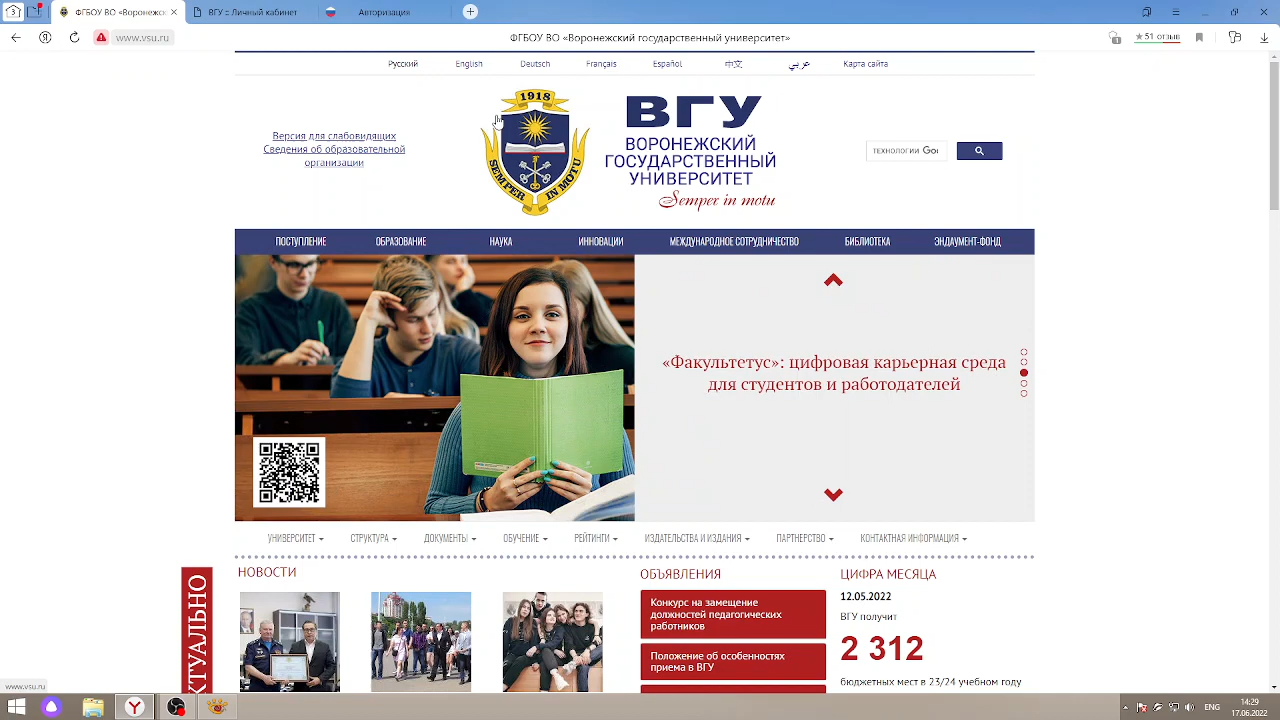 3
ФГБОУ ВО «Воронежский го
ВГУ – личный кабинет
Авторизация
www.vsu.ru
ФГБОУ ВО «Воронежский государственный университет»
1
★51 отзыв
Русский English Deutsch Français Español 中文 عربي Карта сайта
Версия для слабовидящих
Сведения об образовательной
организации
1918
SEMPER IN MOTU
ВГУ
ВОРОНЕЖСКИЙ
ГОСУДАРСТВЕННЫЙ
УНИВЕРСИТЕТ
Semper in motu
ТЕХНОЛОГИИ Goo
ПОСТУПЛЕНИЕ ОБРАЗОВАНИЕ НАУКА ИННОВАЦИИ МЕЖДУНАРОДНОЕ СОТРУДНИЧЕСТВО БИБЛИОТЕКА ЭНДАУМЕНТ-ФОНД
«Факультетус»: цифровая карьерная среда
для студентов и работодателей
УНИВЕРСИТЕТ СТРУКТУРА ДОКУМЕНТЫ ОБУЧЕНИЕ РЕЙТИНГИ ИЗДАТЕЛЬСТВА И ИЗДАНИЯ ПАРТНЕРСТВО КОНТАКТНАЯ ИНФОРМАЦИЯ
КТУАЛЬНО
НОВОСТИ
ОБЪЯВЛЕНИЯ
Конкурс на замещение
должностей педагогических
работников
Положение об особенностях
приема в ВГУ
ЦИФРА МЕСЯЦА
12.05.2022
ВГУ получит
2 312
бюджетных мест в 23/24 учебном году
www.vsu.ru
ENG
14:29
17.06.2022